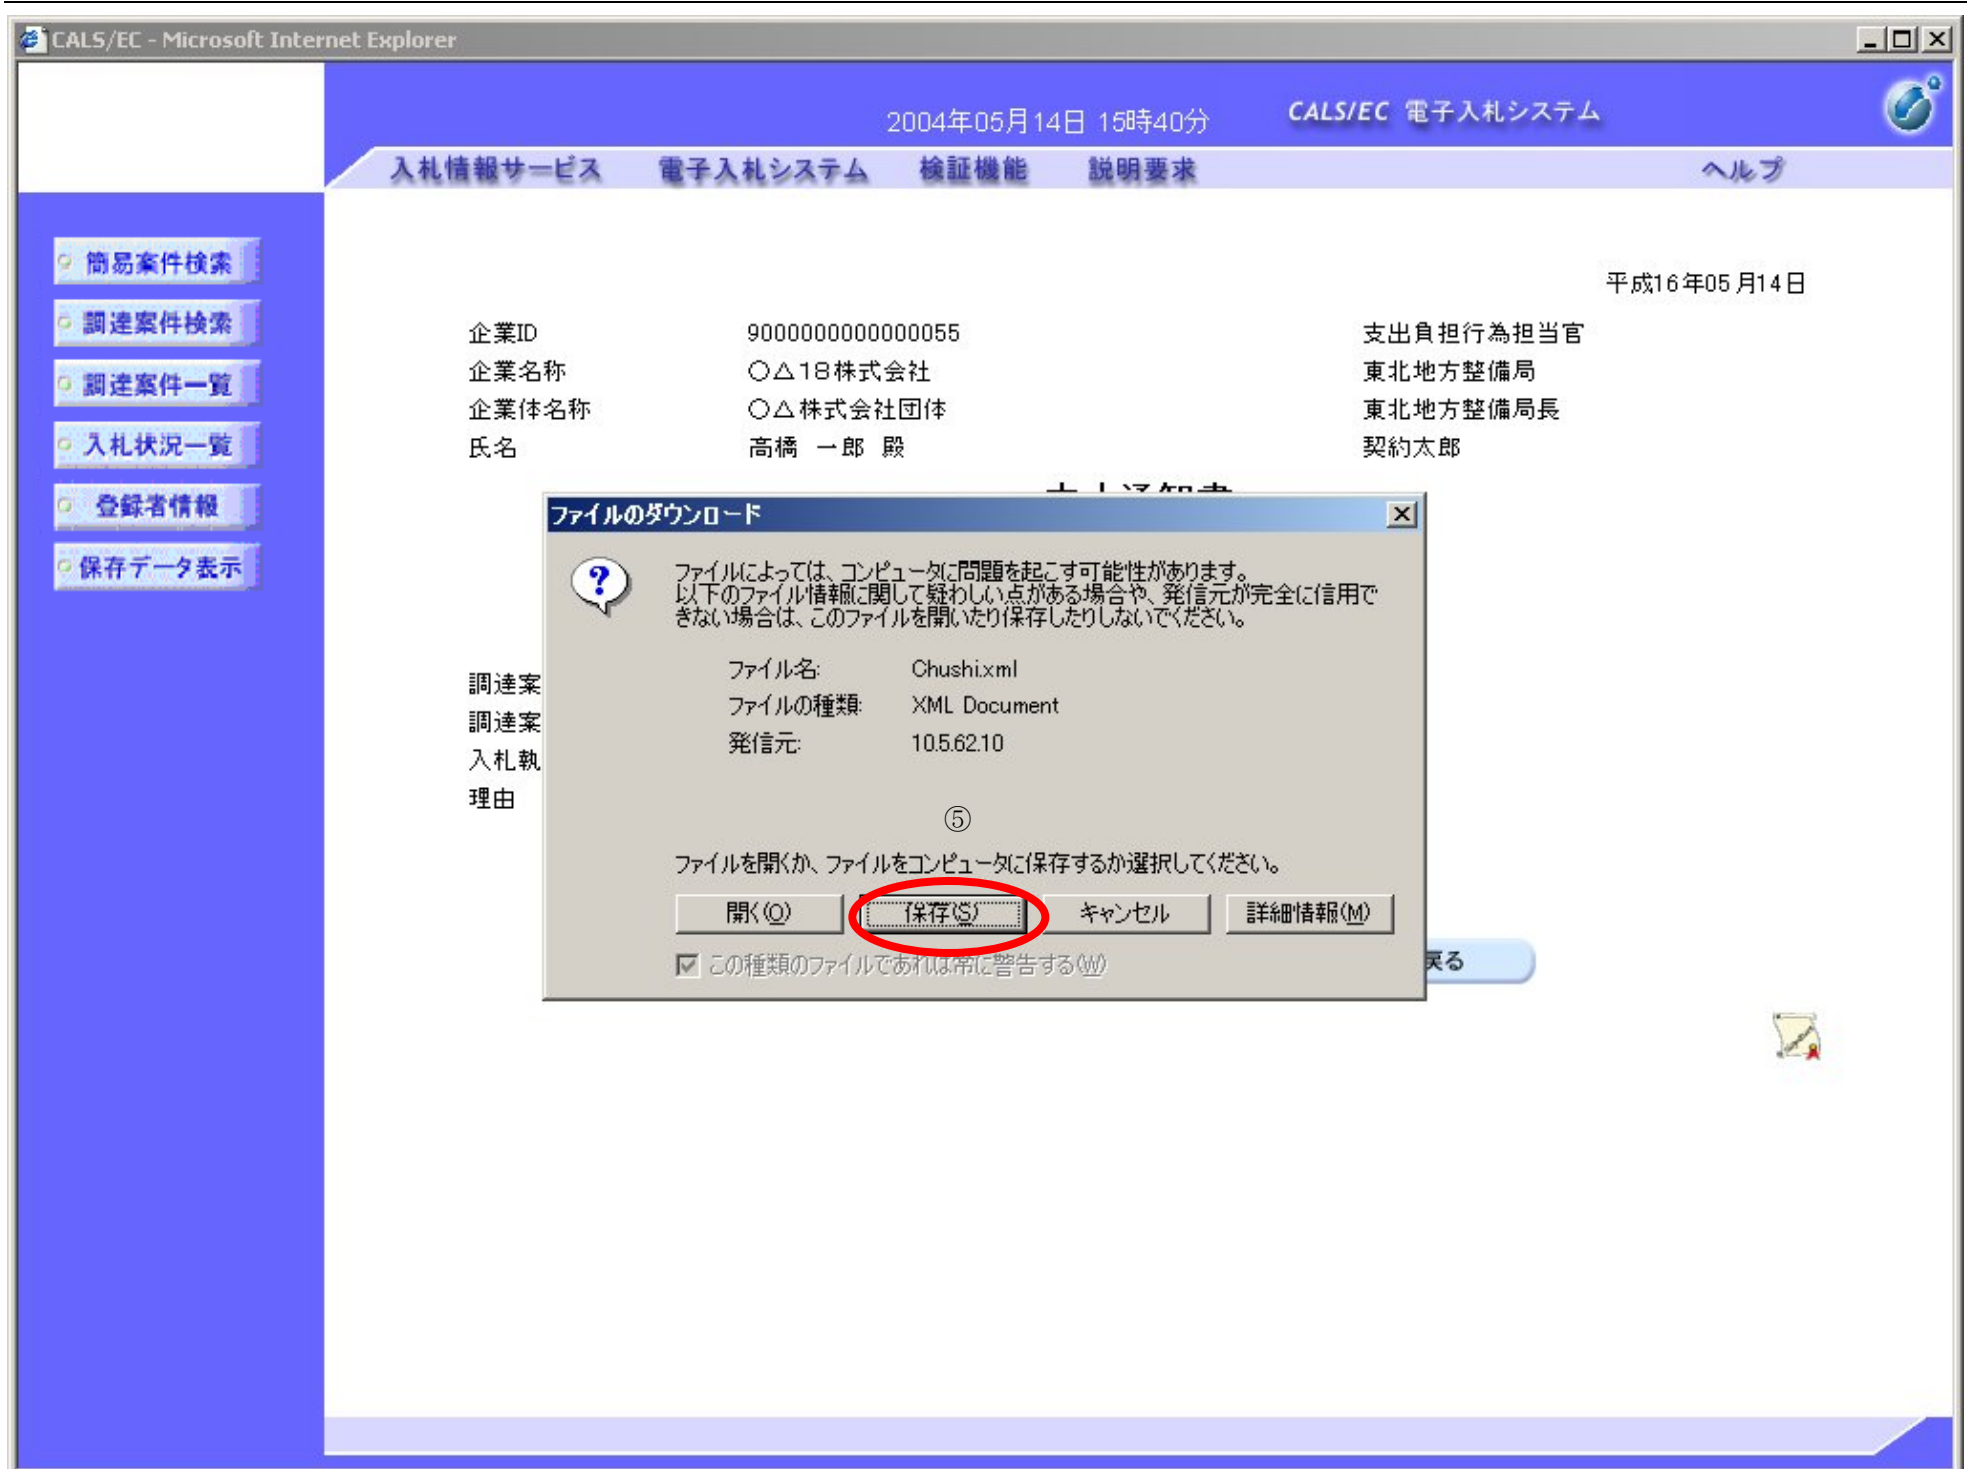 CALS/EC - Microsoft Internet Explorer
2004年05月14日 15時40分
CALS/EC 電子入札システム
入札情報サービス 電子入札システム 検証機能 説明要求 ヘルプ
簡易案件検索
調達案件検索
調達案件一覧
入札状況一覧
登録者情報
保存データ表示
平成16年05月14日
企業ID 9000000000000055 支出負担行為担当官
企業名称 〇△18株式会社 東北地方整備局
企業体名称 〇△株式会社団体 東北地方整備局長
氏名 高橋 一郎 殿 契約太郎
ファイルのダウンロード
ファイルによっては、コンピュータに問題を起こす可能性があります。
以下のファイル情報に関して疑わしい点がある場合や、発信元が完全に信用で
きない場合は、このファイルを開いたり保存したりしないでください。
ファイル名: Chushi.xml
ファイルの種類: XML Document
発信元: 10.5.62.10
調達案
調達案
入札執
理由
⑤
ファイルを開くか、ファイルをコンピュータに保存するか選択してください。
開く(O) 保存(S) キャンセル 詳細情報(M)
この種類のファイルであれば常に警告する(W)
戻る